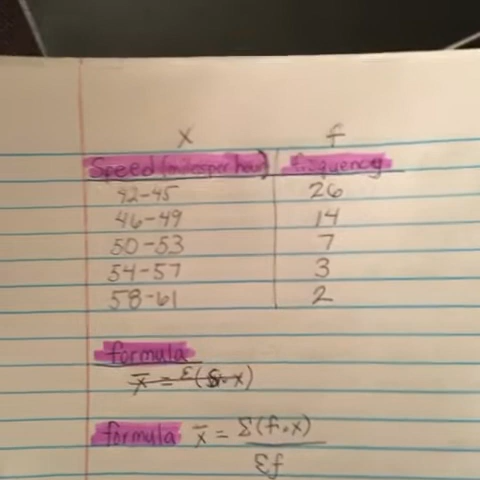 x f
Speed (miles per hour) frequency
42-45 26
46-49 14
50-53 7
54-57 3
58-61 2
formula
x̄ = Σ( · x)
formula x̄ = Σ(f·x)
Σf